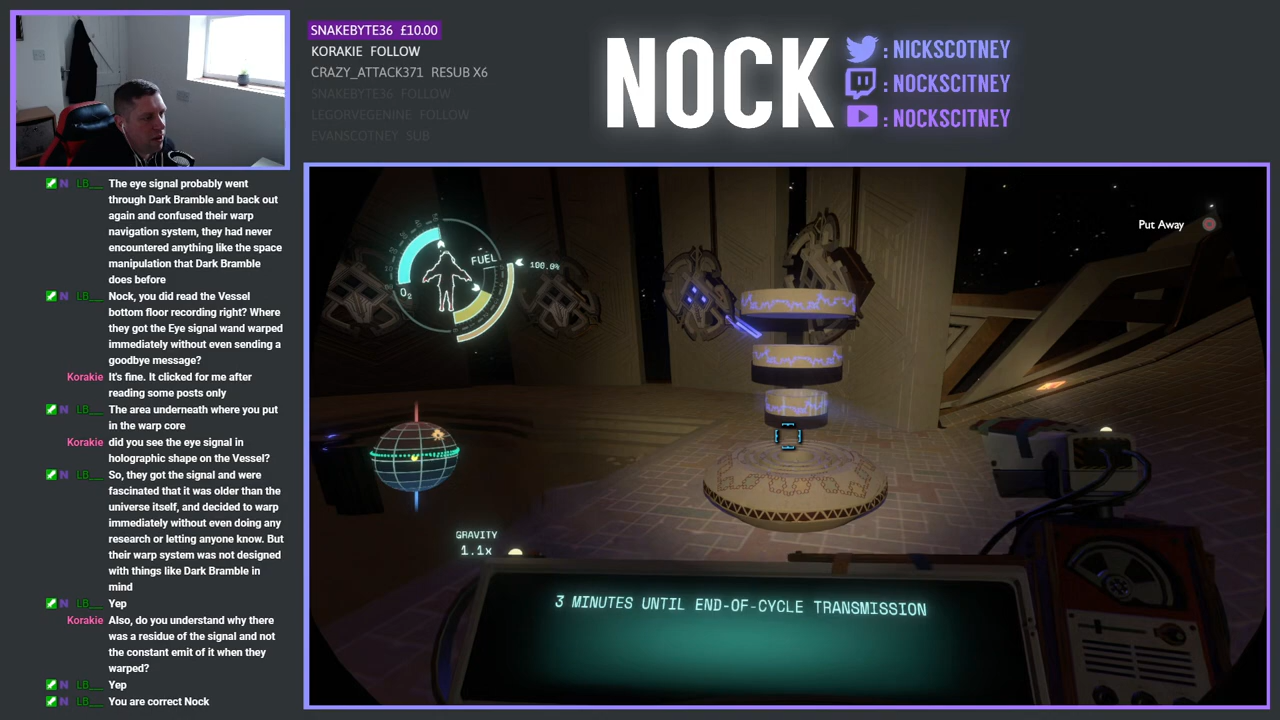 SNAKEBYTE36 £10.00
KORAKIE FOLLOW
CRAZY_ATTACK371 RESUB X6
SNAKEBYTE36 FOLLOW
LEGORVEGENINE FOLLOW
EVANSCOTNEY SUB
NOCK
: NICKSCOTNEY
: NOCKSCITNEY
: NOCKSCITNEY
N LB__ The eye signal probably went
through Dark Bramble and back out
again and confused their warp
navigation system, they had never
encountered anything like the space
manipulation that Dark Bramble
does before
N LB__ Nock, you did read the Vessel
bottom floor recording right? Where
they got the Eye signal wand warped
immediately without even sending a
goodbye message?
Korakie It's fine. It clicked for me after
reading some posts only
N LB__ The area underneath where you put
in the warp core
Korakie did you see the eye signal in
holographic shape on the Vessel?
N LB__ So, they got the signal and were
fascinated that it was older than the
universe itself, and decided to warp
immediately without even doing any
research or letting anyone know. But
their warp system was not designed
with things like Dark Bramble in
mind
N LB__ Yep
Korakie Also, do you understand why there
was a residue of the signal and not
the constant emit of it when they
warped?
N LB__ Yep
N LB__ You are correct Nock
Put Away
FUEL
100.0%
O₂
GRAVITY
1.1x
3 MINUTES UNTIL END-OF-CYCLE TRANSMISSION